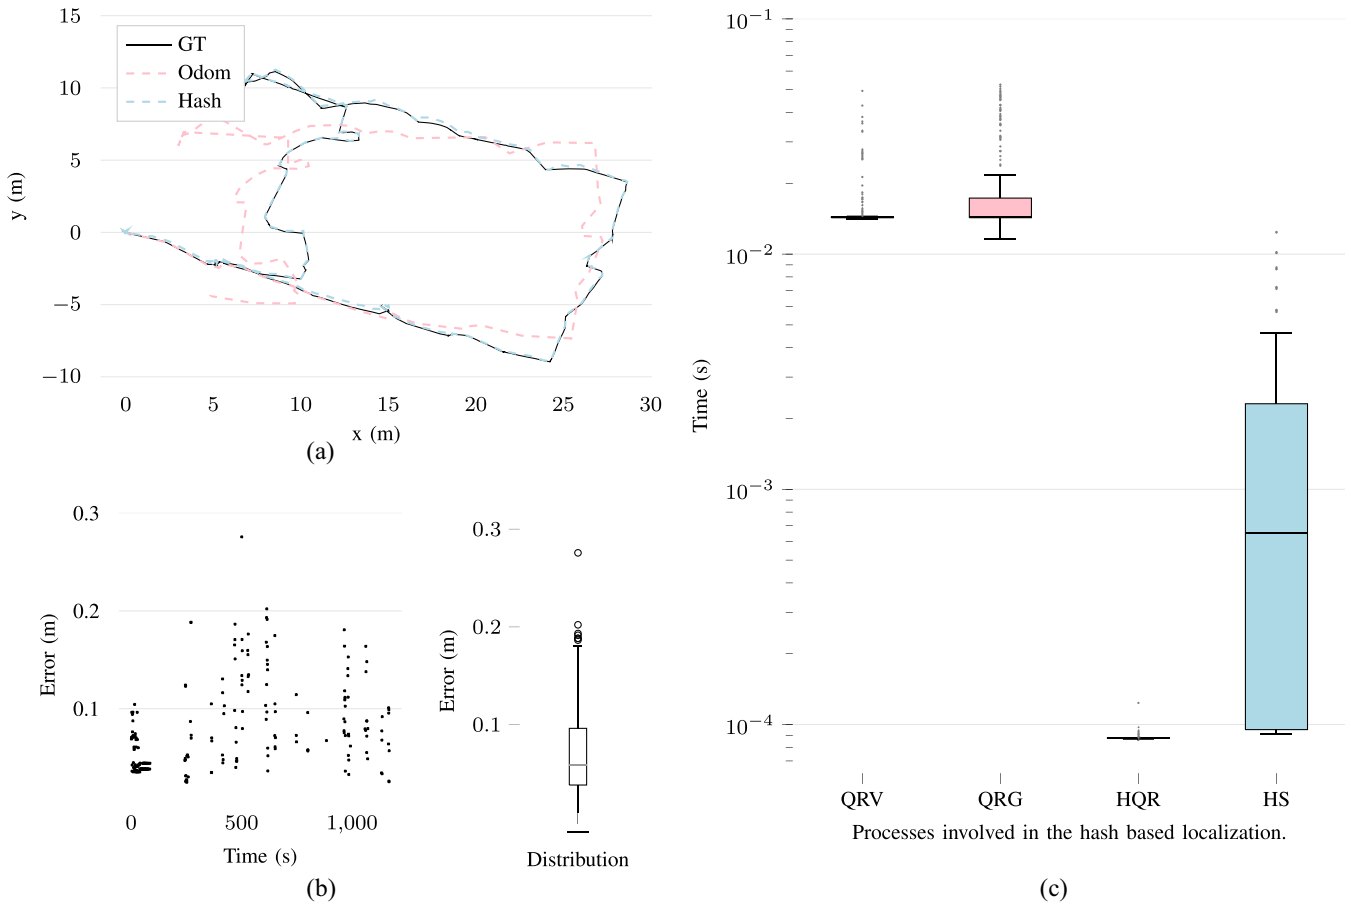 15
10
5
0
−5
−10
y (m)
GT
Odom
Hash
0 5 10 15 20 25 30
x (m)
(a)
0.3
0.2
0.1
Error (m)
0 500 1,000
Time (s)
0.3
0.2
0.1
Error (m)
Distribution
(b)
10−1
10−2
10−3
10−4
Time (s)
QRV QRG HQR HS
Processes involved in the hash based localization.
(c)